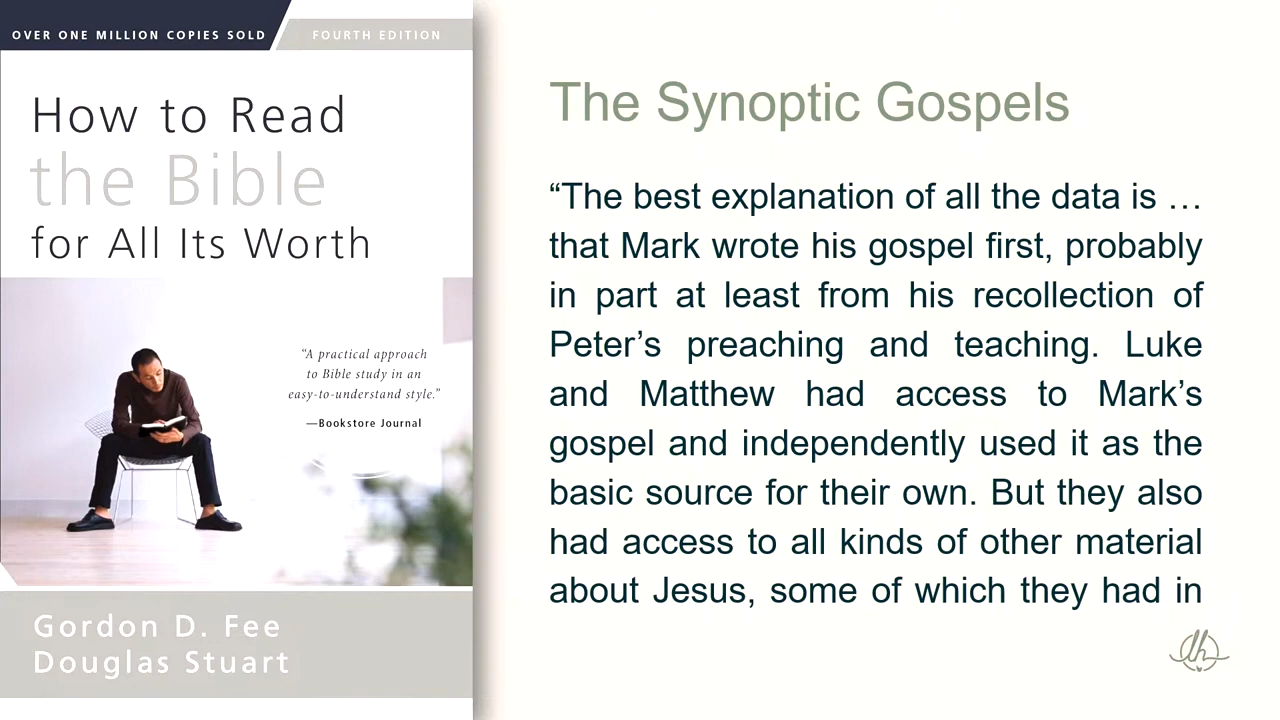 OVER ONE MILLION COPIES SOLD
FOURTH EDITION
How to Read
the Bible
for All Its Worth
“A practical approach
to Bible study in an
easy-to-understand style.”
—Bookstore Journal
Gordon D. Fee
Douglas Stuart
The Synoptic Gospels
“The best explanation of all the data is …
that Mark wrote his gospel first, probably
in part at least from his recollection of
Peter’s preaching and teaching. Luke
and Matthew had access to Mark’s
gospel and independently used it as the
basic source for their own. But they also
had access to all kinds of other material
about Jesus, some of which they had in